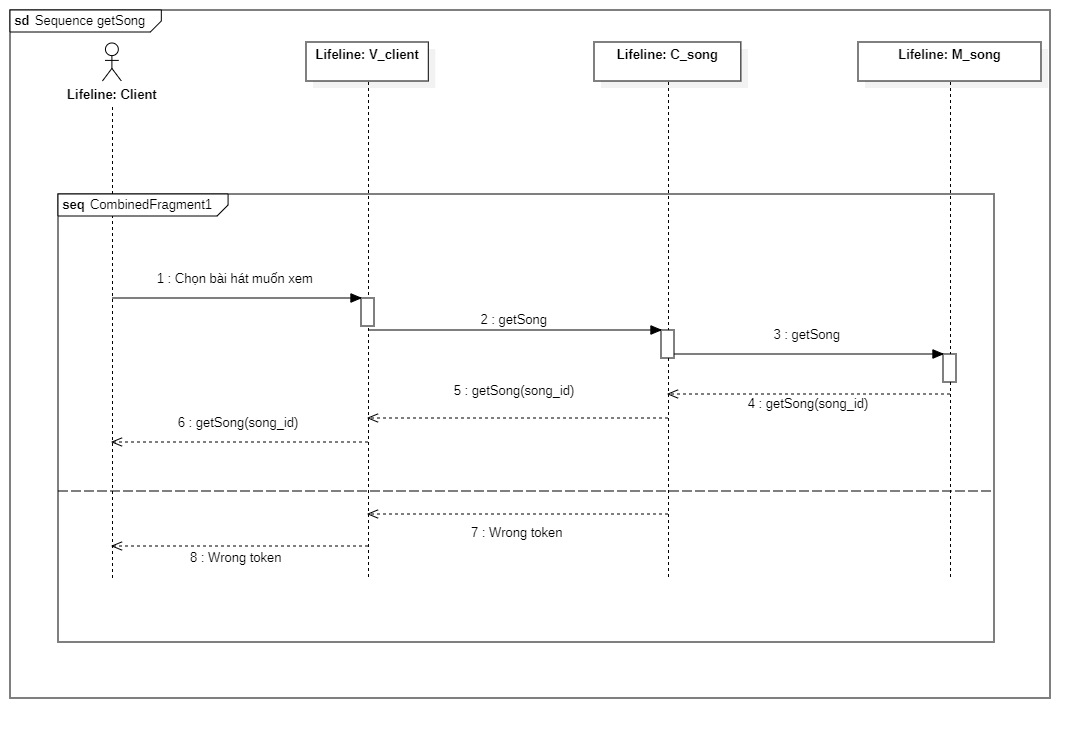 sd Sequence getSong
Lifeline: Client
Lifeline: V_client
Lifeline: C_song
Lifeline: M_song
seq CombinedFragment1
1 : Chọn bài hát muốn xem
2 : getSong
3 : getSong
4 : getSong(song_id)
5 : getSong(song_id)
6 : getSong(song_id)
7 : Wrong token
8 : Wrong token